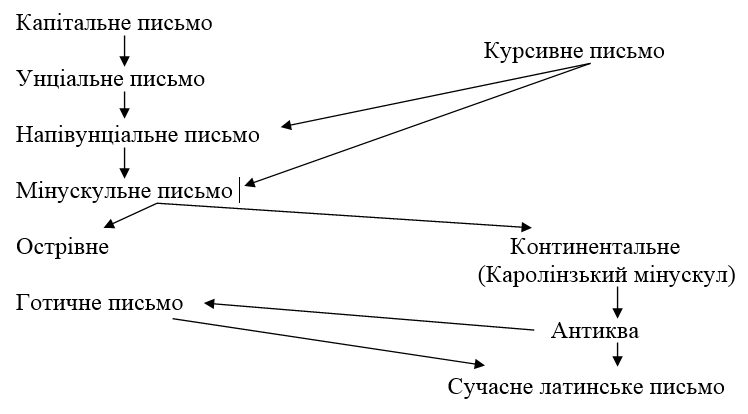 Капітальне письмо
Курсивне письмо
Унціальне письмо
Напівунціальне письмо
Мінускульне письмо
Острівне
Континентальне
(Каролінзький мінускул)
Готичне письмо
Антиква
Сучасне латинське письмо